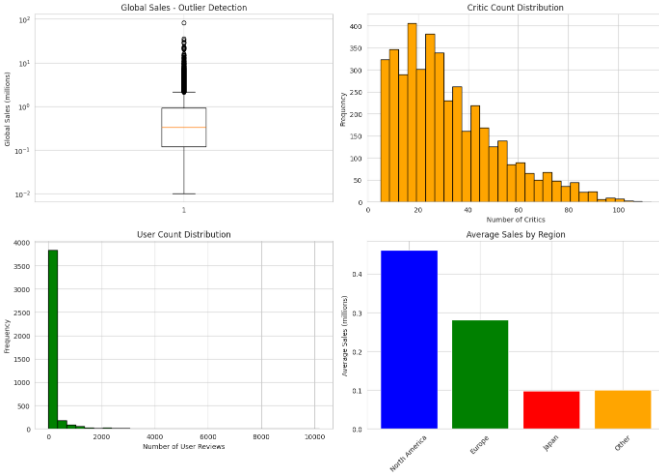 Global Sales - Outlier Detection
Global Sales (millions)
10²
10¹
10⁰
10⁻¹
10⁻²
1
Critic Count Distribution
Frequency
400
350
300
250
200
150
100
50
0
0 20 40 60 80 100
Number of Critics
User Count Distribution
Frequency
4000
3500
3000
2500
2000
1500
1000
500
0
0 2000 4000 6000 8000 10000
Number of User Reviews
Average Sales by Region
Average Sales (millions)
0.4
0.3
0.2
0.1
0.0
North America
Europe
Japan
Other